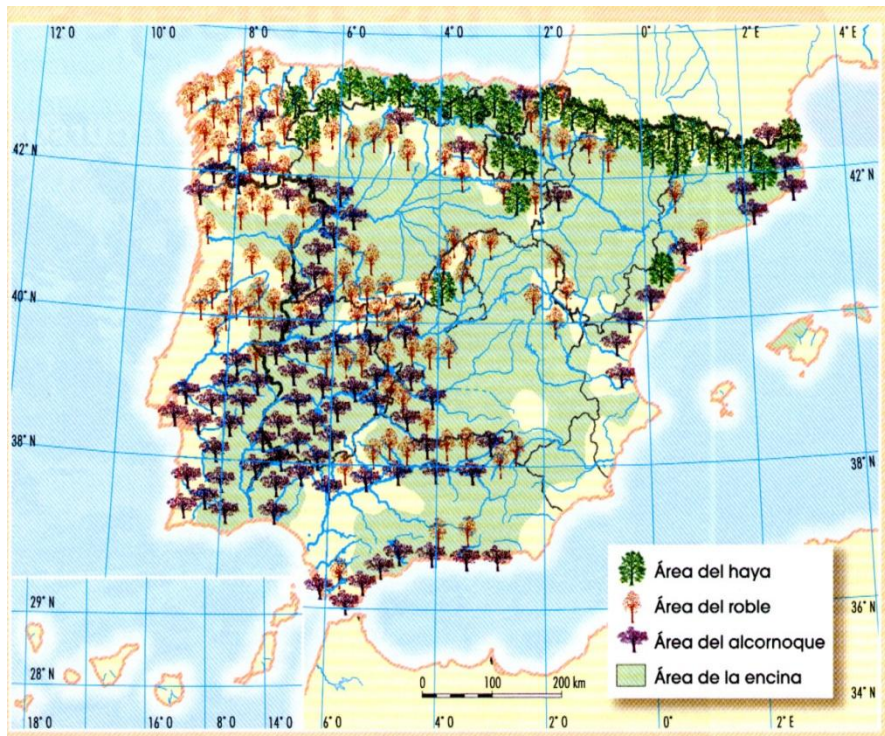 12° O
10° O
8° O
6° O
4° O
2° O
0°
2° E
4° E
42° N
42° N
40° N
40° N
38° N
38° N
Área del haya
Área del roble
Área del alcornoque
Área de la encina
29° N
28° N
36° N
34° N
0 100 200
km
18° O
16° O
8° O
14° O
6° O
4° O
2° O
0°
2° E